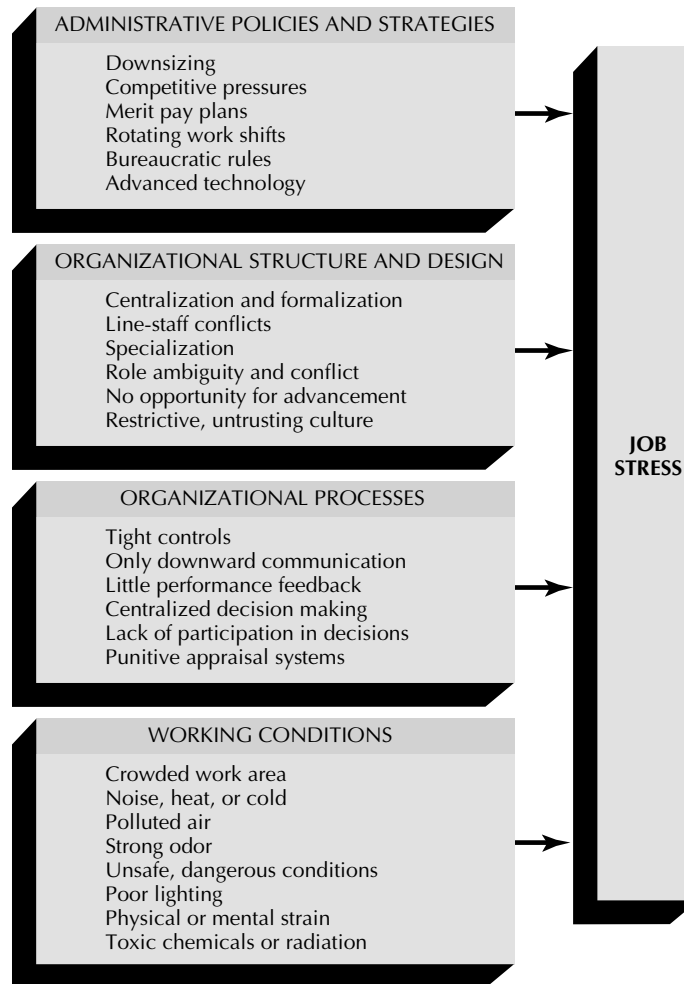 ADMINISTRATIVE POLICIES AND STRATEGIES
Downsizing
Competitive pressures
Merit pay plans
Rotating work shifts
Bureaucratic rules
Advanced technology
ORGANIZATIONAL STRUCTURE AND DESIGN
Centralization and formalization
Line-staff conflicts
Specialization
Role ambiguity and conflict
No opportunity for advancement
Restrictive, untrusting culture
ORGANIZATIONAL PROCESSES
Tight controls
Only downward communication
Little performance feedback
Centralized decision making
Lack of participation in decisions
Punitive appraisal systems
WORKING CONDITIONS
Crowded work area
Noise, heat, or cold
Polluted air
Strong odor
Unsafe, dangerous conditions
Poor lighting
Physical or mental strain
Toxic chemicals or radiation
JOB
STRESS